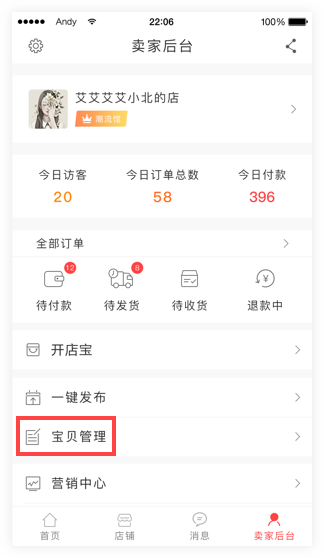 Andy 22:06 100%
卖家后台
艾艾艾艾小北的店
潮流馆
今日访客 今日订单总数 今日付款
20 58 396
全部订单
12 8
待付款 待发货 待收货 退款中
开店宝
一键发布
宝贝管理
营销中心
首页 店铺 消息 卖家后台